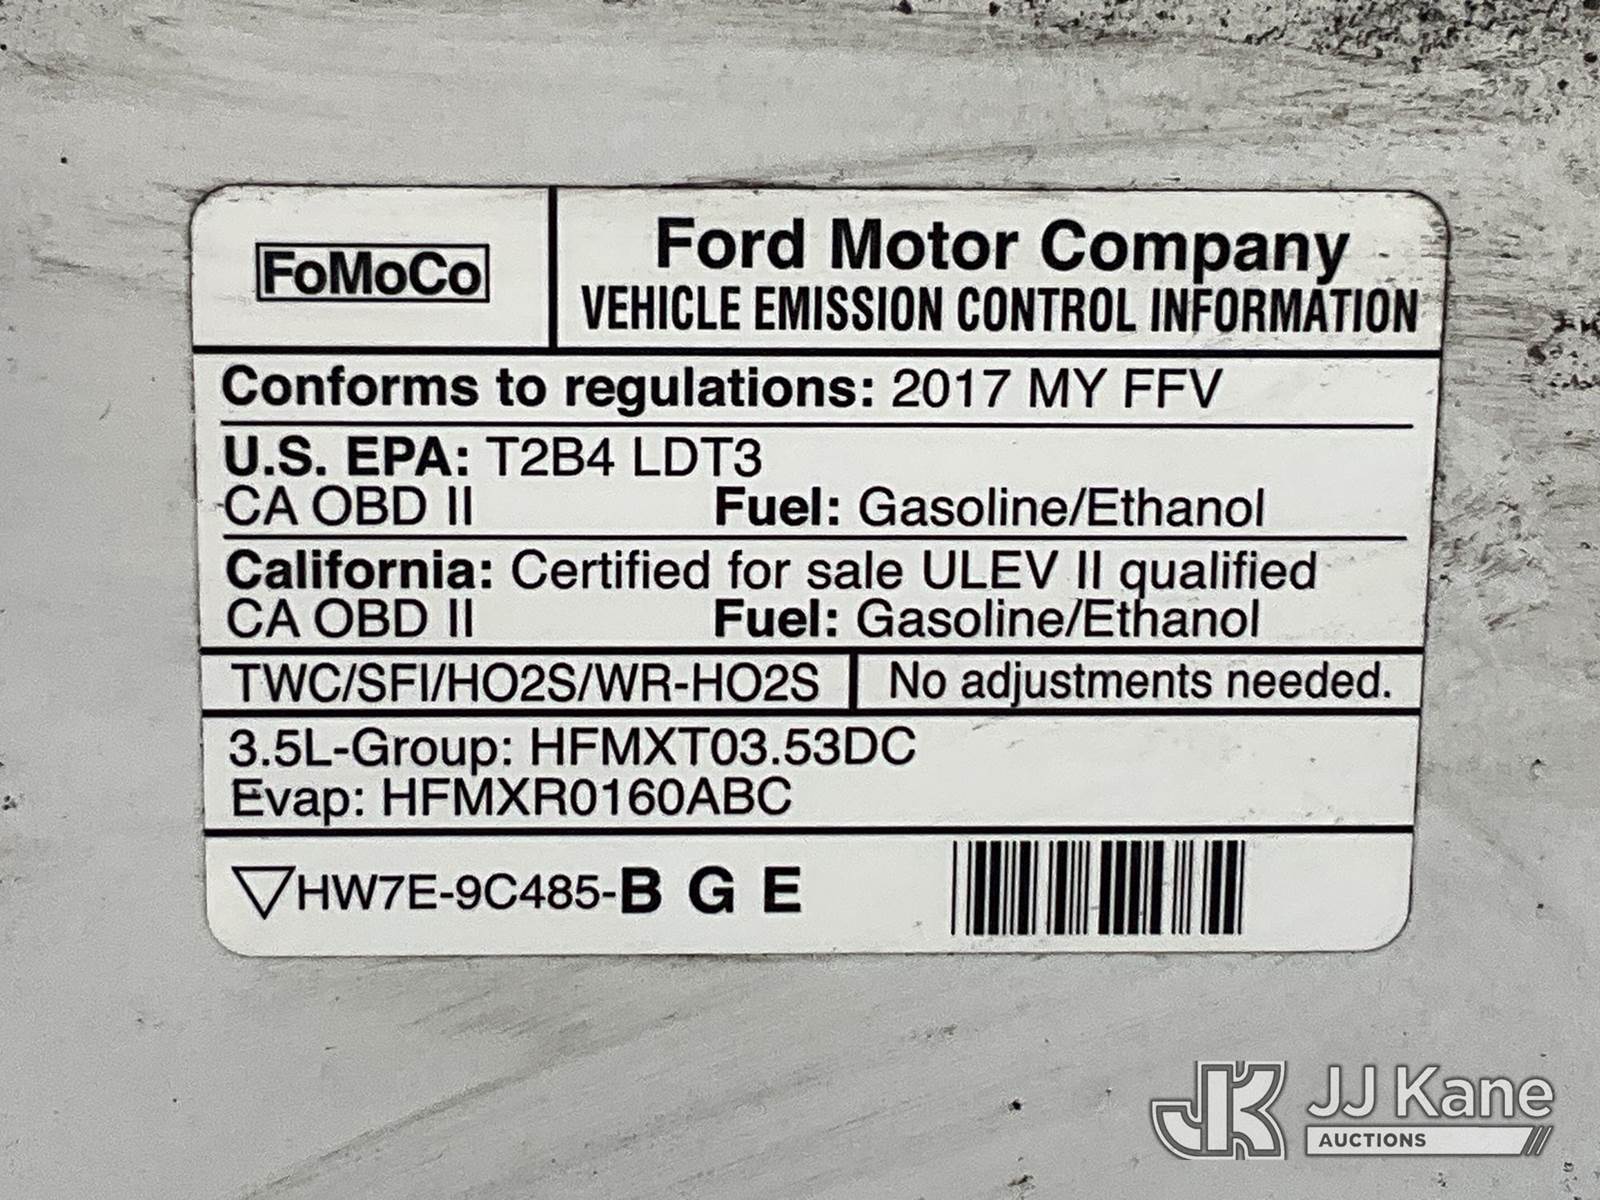 FoMoCo
Ford Motor Company
VEHICLE EMISSION CONTROL INFORMATION
Conforms to regulations: 2017 MY FFV
U.S. EPA: T2B4 LDT3
CA OBD II Fuel: Gasoline/Ethanol
California: Certified for sale ULEV II qualified
CA OBD II Fuel: Gasoline/Ethanol
TWC/SFI/HO2S/WR-HO2S No adjustments needed.
3.5L-Group: HFMXT03.53DC
Evap: HFMXR0160ABC
HW7E-9C485-B G E
JK JJ Kane
AUCTIONS